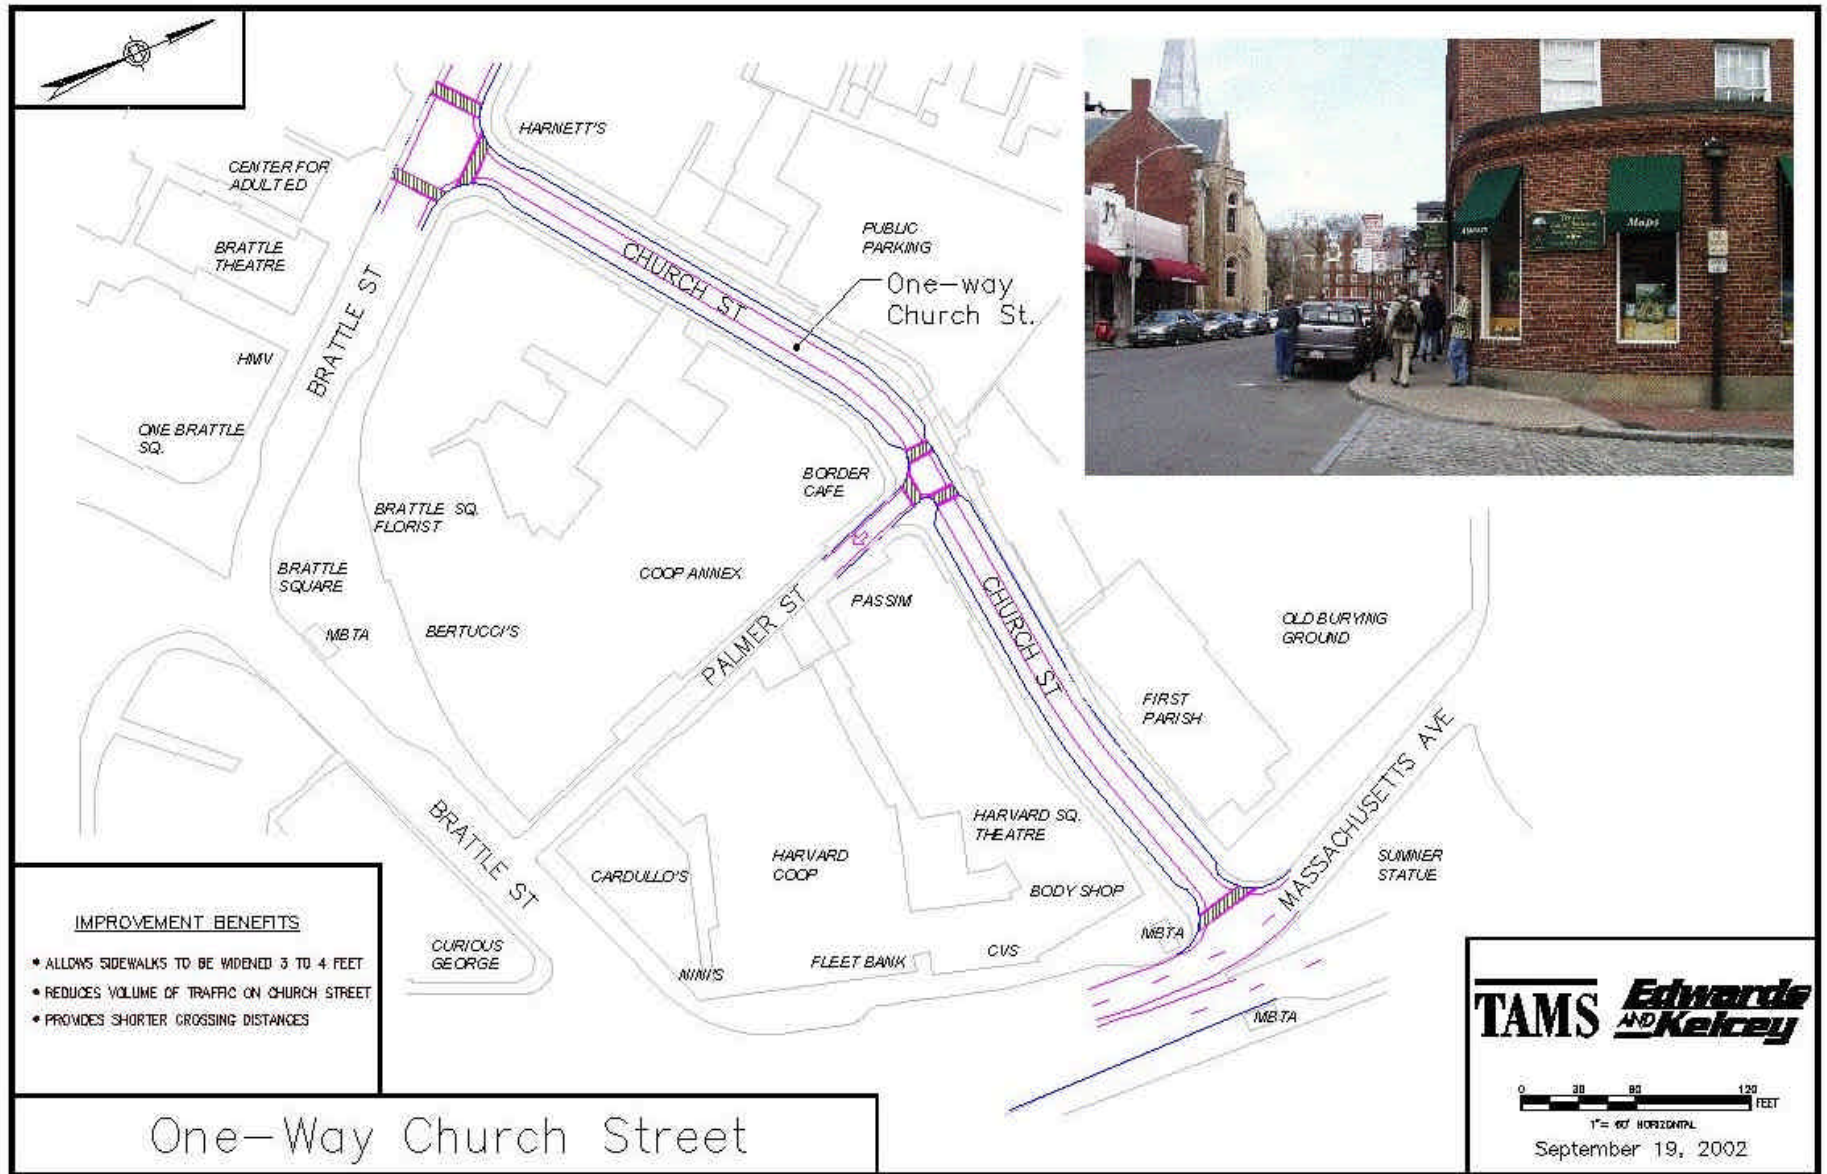 HARNETT'S
CENTER FOR
ADULT ED
BRATTLE
THEATRE
PUBLIC
PARKING
CHURCH ST
One-way
Church St.
Maps
BRATTLE ST
HMV
ONE BRATTLE
SQ.
BORDER
CAFE
BRATTLE SQ.
FLORIST
BRATTLE
SQUARE
COOP ANNEX
MBTA
BERTUCCI'S
PALMER ST
PASSIM
CHURCH ST
OLD BURYING
GROUND
FIRST
PARISH
MASSACHUSETTS AVE
BRATTLE ST
HARVARD SQ.
THEATRE
CARDULLO'S
HARVARD
COOP
BODY SHOP
SUMNER
STATUE
CURIOUS
GEORGE
NINI'S
FLEET BANK
CVS
MBTA
MBTA
IMPROVEMENT BENEFITS
• ALLOWS SIDEWALKS TO BE WIDENED 3 TO 4 FEET
• REDUCES VOLUME OF TRAFFIC ON CHURCH STREET
• PROVIDES SHORTER CROSSING DISTANCES
One-Way Church Street
TAMS
Edwards
AND Kelcey
0 30 60 120
FEET
1"= 60' HORIZONTAL
September 19, 2002